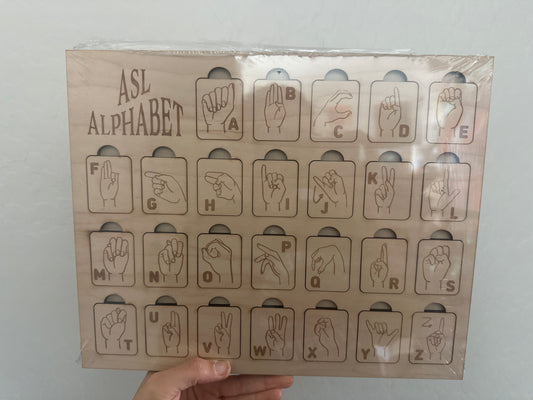 ASL
ALPHABET
A B C D E
F G H I J K L
M N O P Q R S
T U V W X Y Z